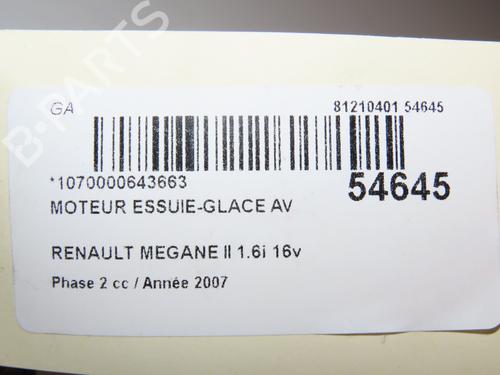 B-PARTS
GA 81210401 54645
*1070000643663 54645
MOTEUR ESSUIE-GLACE AV
RENAULT MEGANE II 1.6i 16v
Phase 2 cc / Année 2007